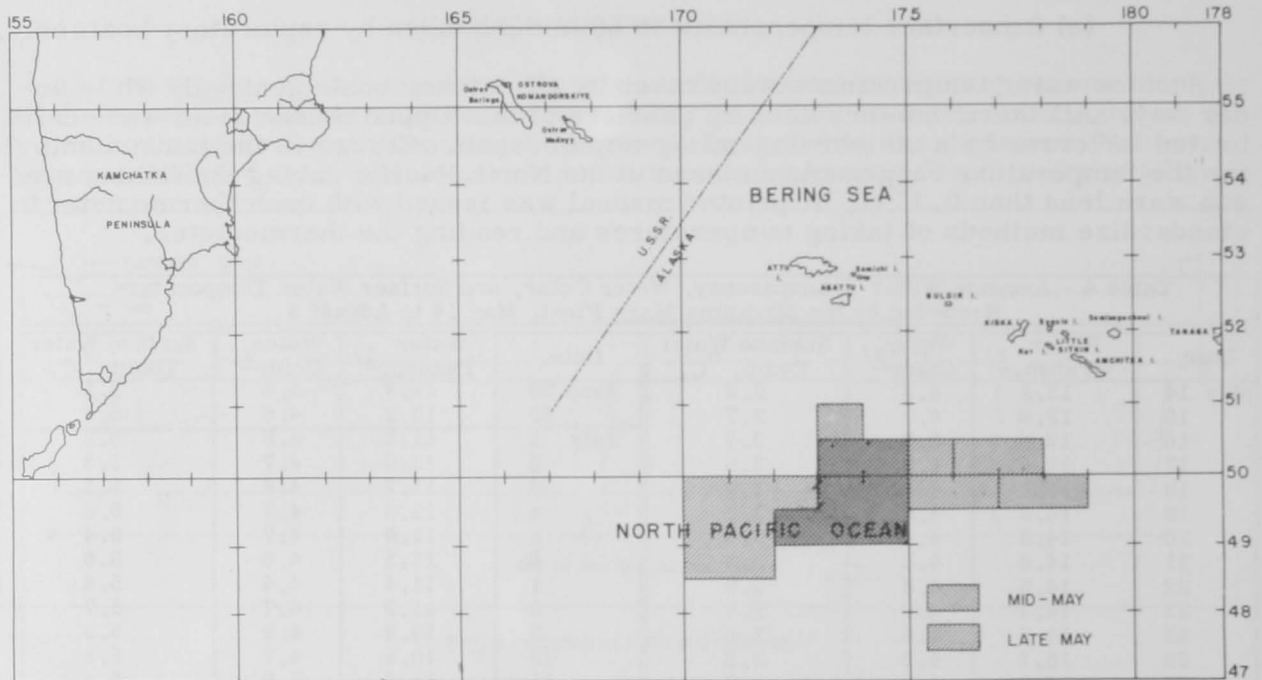 155 160 165 170 175 180 178
OSTROVA
KOMANDORSKIYE
Ostrov
Beringa
Ostrov
Mednyy
55
54
KAMCHATKA
PENINSULA
BERING SEA
U.S.S.R.
ALASKA
53
ATTU
I.
Semichi I.
AGATTU I.
BULDIR I.
KISKA
Semisopochnoi I.
TANAGA
52
Rat I.
LITTLE
SITKIN I.
AMCHITKA I.
51
50
NORTH PACIFIC OCEAN
49
MID-MAY
48
LATE MAY
47